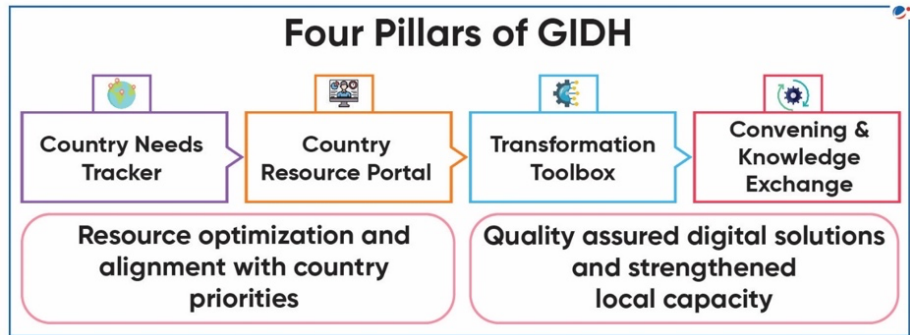 Four Pillars of GIDH
Country Needs
Tracker
Country
Resource Portal
Transformation
Toolbox
Convening &
Knowledge
Exchange
Resource optimization and
alignment with country
priorities
Quality assured digital solutions
and strengthened
local capacity